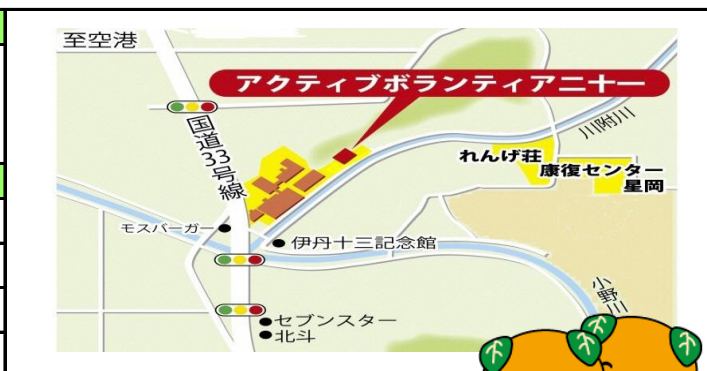 至空港
アクティブボランティア二十一
国道33号線
川附川
れんげ荘
康復センター
星岡
モスバーガー
伊丹十三記念館
小野川
セブンスター
北斗